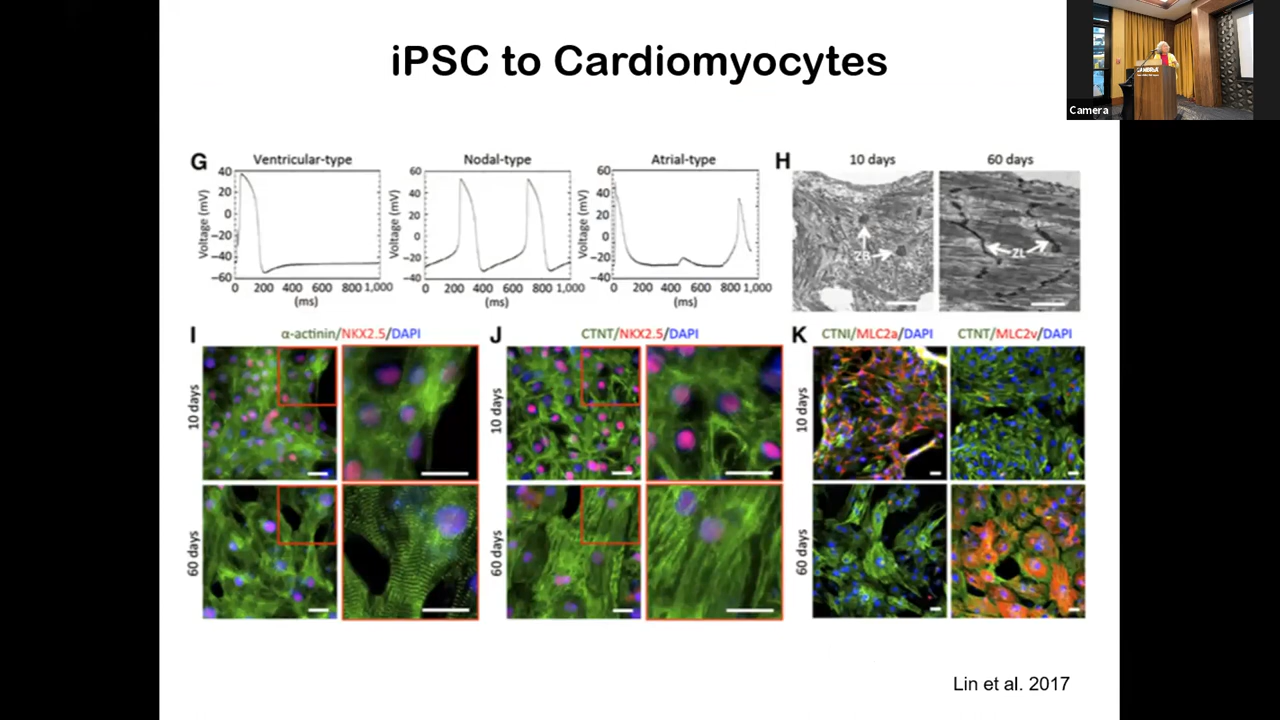 iPSC to Cardiomyocytes
Camera
G
Ventricular-type
Nodal-type
Atrial-type
H
10 days
60 days
Voltage (mV)
40
20
0
−20
−40
−60
0 200 400 600 800 1,000
(ms)
Voltage (mV)
60
40
20
0
−20
−40
0 200 400 600 800 1,000
(ms)
Voltage (mV)
60
40
20
0
−20
−40
0 200 400 600 800 1,000
(ms)
ZB
ZL
I
α-actinin/NKX2.5/DAPI
J
CTNT/NKX2.5/DAPI
K
CTNI/MLC2a/DAPI
CTNT/MLC2v/DAPI
10 days
10 days
10 days
60 days
60 days
60 days
Lin et al. 2017